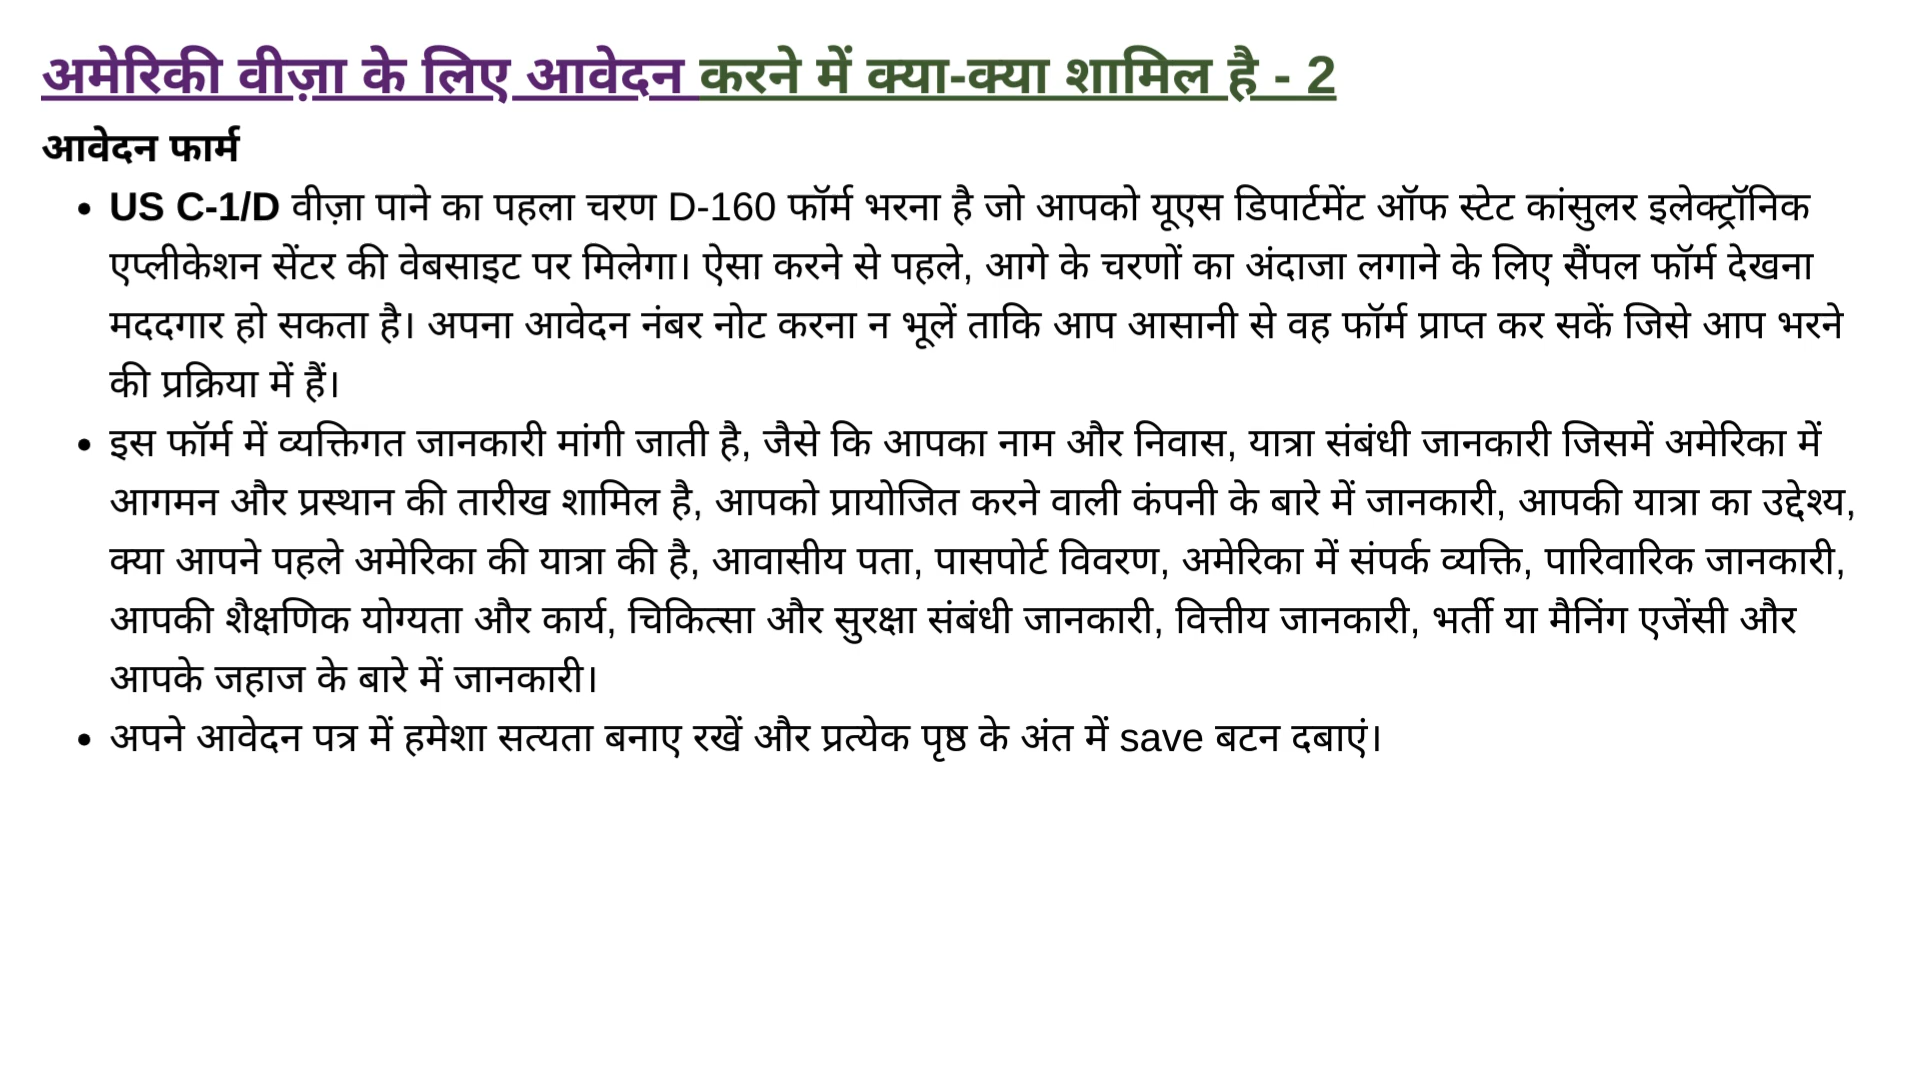 अमेरिकी वीज़ा के लिए आवेदन करने में क्या-क्या शामिल है - 2
आवेदन फार्म
• US C-1/D वीज़ा पाने का पहला चरण D-160 फॉर्म भरना है जो आपको यूएस डिपार्टमेंट ऑफ स्टेट कांसुलर इलेक्ट्रॉनिक
एप्लीकेशन सेंटर की वेबसाइट पर मिलेगा। ऐसा करने से पहले, आगे के चरणों का अंदाजा लगाने के लिए सैंपल फॉर्म देखना
मददगार हो सकता है। अपना आवेदन नंबर नोट करना न भूलें ताकि आप आसानी से वह फॉर्म प्राप्त कर सकें जिसे आप भरने
की प्रक्रिया में हैं।
• इस फॉर्म में व्यक्तिगत जानकारी मांगी जाती है, जैसे कि आपका नाम और निवास, यात्रा संबंधी जानकारी जिसमें अमेरिका में
आगमन और प्रस्थान की तारीख शामिल है, आपको प्रायोजित करने वाली कंपनी के बारे में जानकारी, आपकी यात्रा का उद्देश्य,
क्या आपने पहले अमेरिका की यात्रा की है, आवासीय पता, पासपोर्ट विवरण, अमेरिका में संपर्क व्यक्ति, पारिवारिक जानकारी,
आपकी शैक्षणिक योग्यता और कार्य, चिकित्सा और सुरक्षा संबंधी जानकारी, वित्तीय जानकारी, भर्ती या मैनिंग एजेंसी और
आपके जहाज के बारे में जानकारी।
• अपने आवेदन पत्र में हमेशा सत्यता बनाए रखें और प्रत्येक पृष्ठ के अंत में save बटन दबाएं।